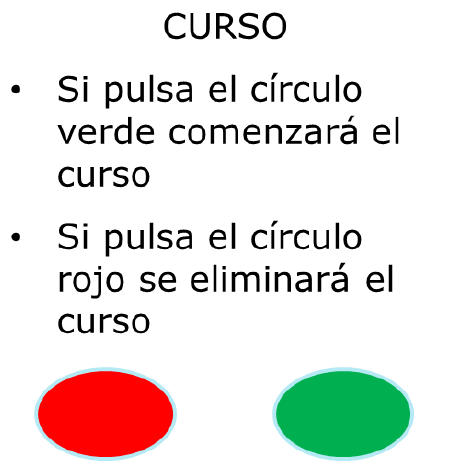 CURSO
• Si pulsa el círculo
verde comenzará el
curso
• Si pulsa el círculo
rojo se eliminará el
curso